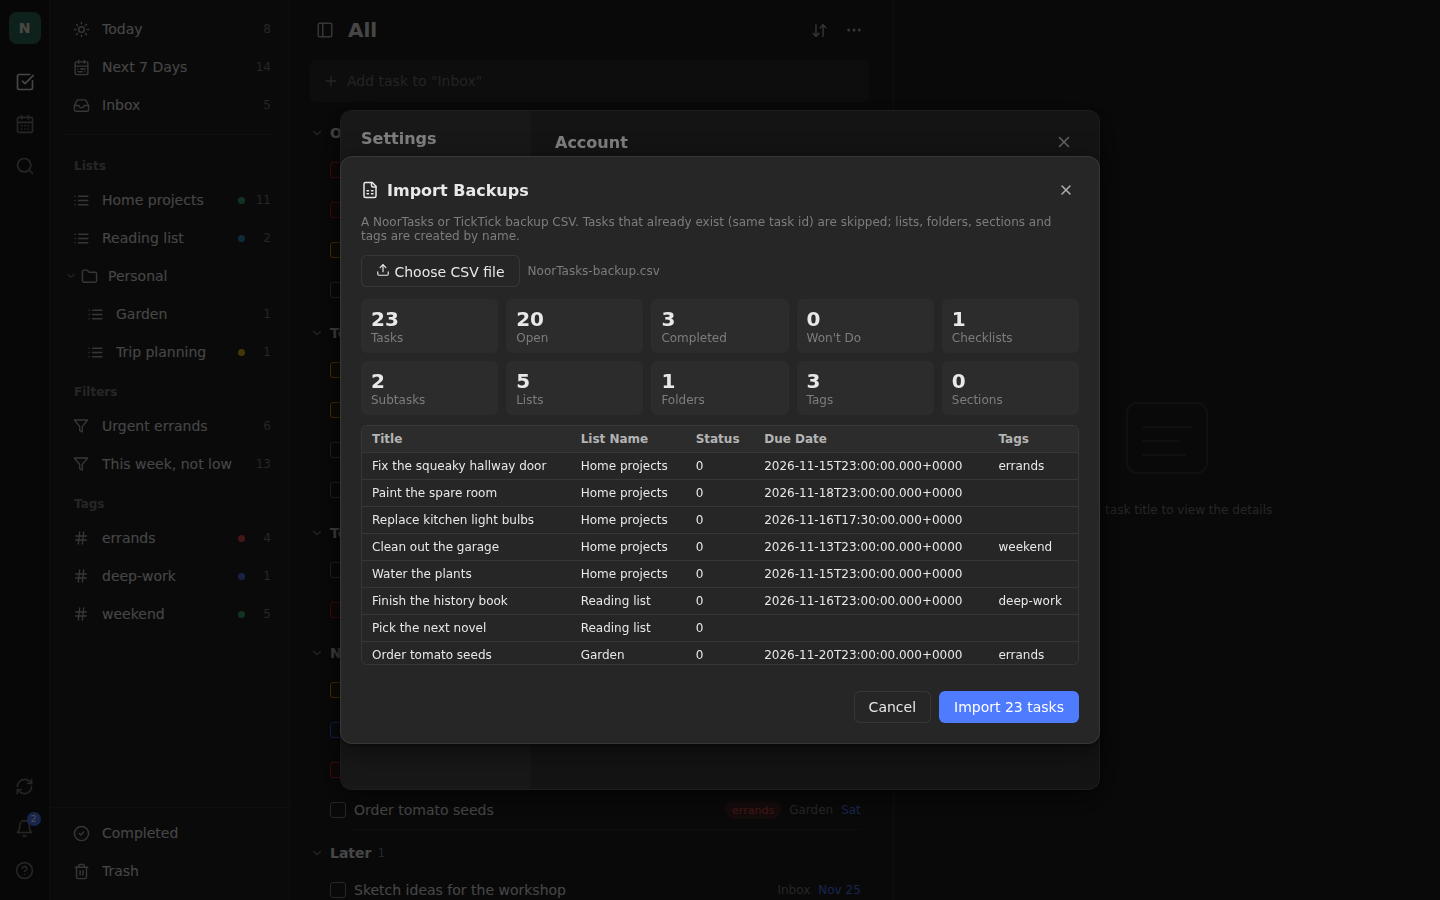 N
Today 8
Next 7 Days 14
Inbox 5
Lists
Home projects 11
Reading list 2
Personal
Garden 1
Trip planning 1
Filters
Urgent errands 6
This week, not low 13
Tags
errands 4
deep-work 1
weekend 5
2
Completed
Trash
All
Add task to "Inbox"
Settings
Account
Import Backups
A NoorTasks or TickTick backup CSV. Tasks that already exist (same task id) are skipped; lists, folders, sections and
tags are created by name.
Choose CSV file NoorTasks-backup.csv
23 20 3 0 1
Tasks Open Completed Won't Do Checklists
2 5 1 3 0
Subtasks Lists Folders Tags Sections
Title List Name Status Due Date Tags
Fix the squeaky hallway door Home projects 0 2026-11-15T23:00:00.000+0000 errands
Paint the spare room Home projects 0 2026-11-18T23:00:00.000+0000
Replace kitchen light bulbs Home projects 0 2026-11-16T17:30:00.000+0000
Clean out the garage Home projects 0 2026-11-13T23:00:00.000+0000 weekend
Water the plants Home projects 0 2026-11-15T23:00:00.000+0000
Finish the history book Reading list 0 2026-11-16T23:00:00.000+0000 deep-work
Pick the next novel Reading list 0
Order tomato seeds Garden 0 2026-11-20T23:00:00.000+0000 errands
Cancel Import 23 tasks
Order tomato seeds errands Garden Sat
Later 1
Sketch ideas for the workshop Inbox Nov 25
task title to view the details